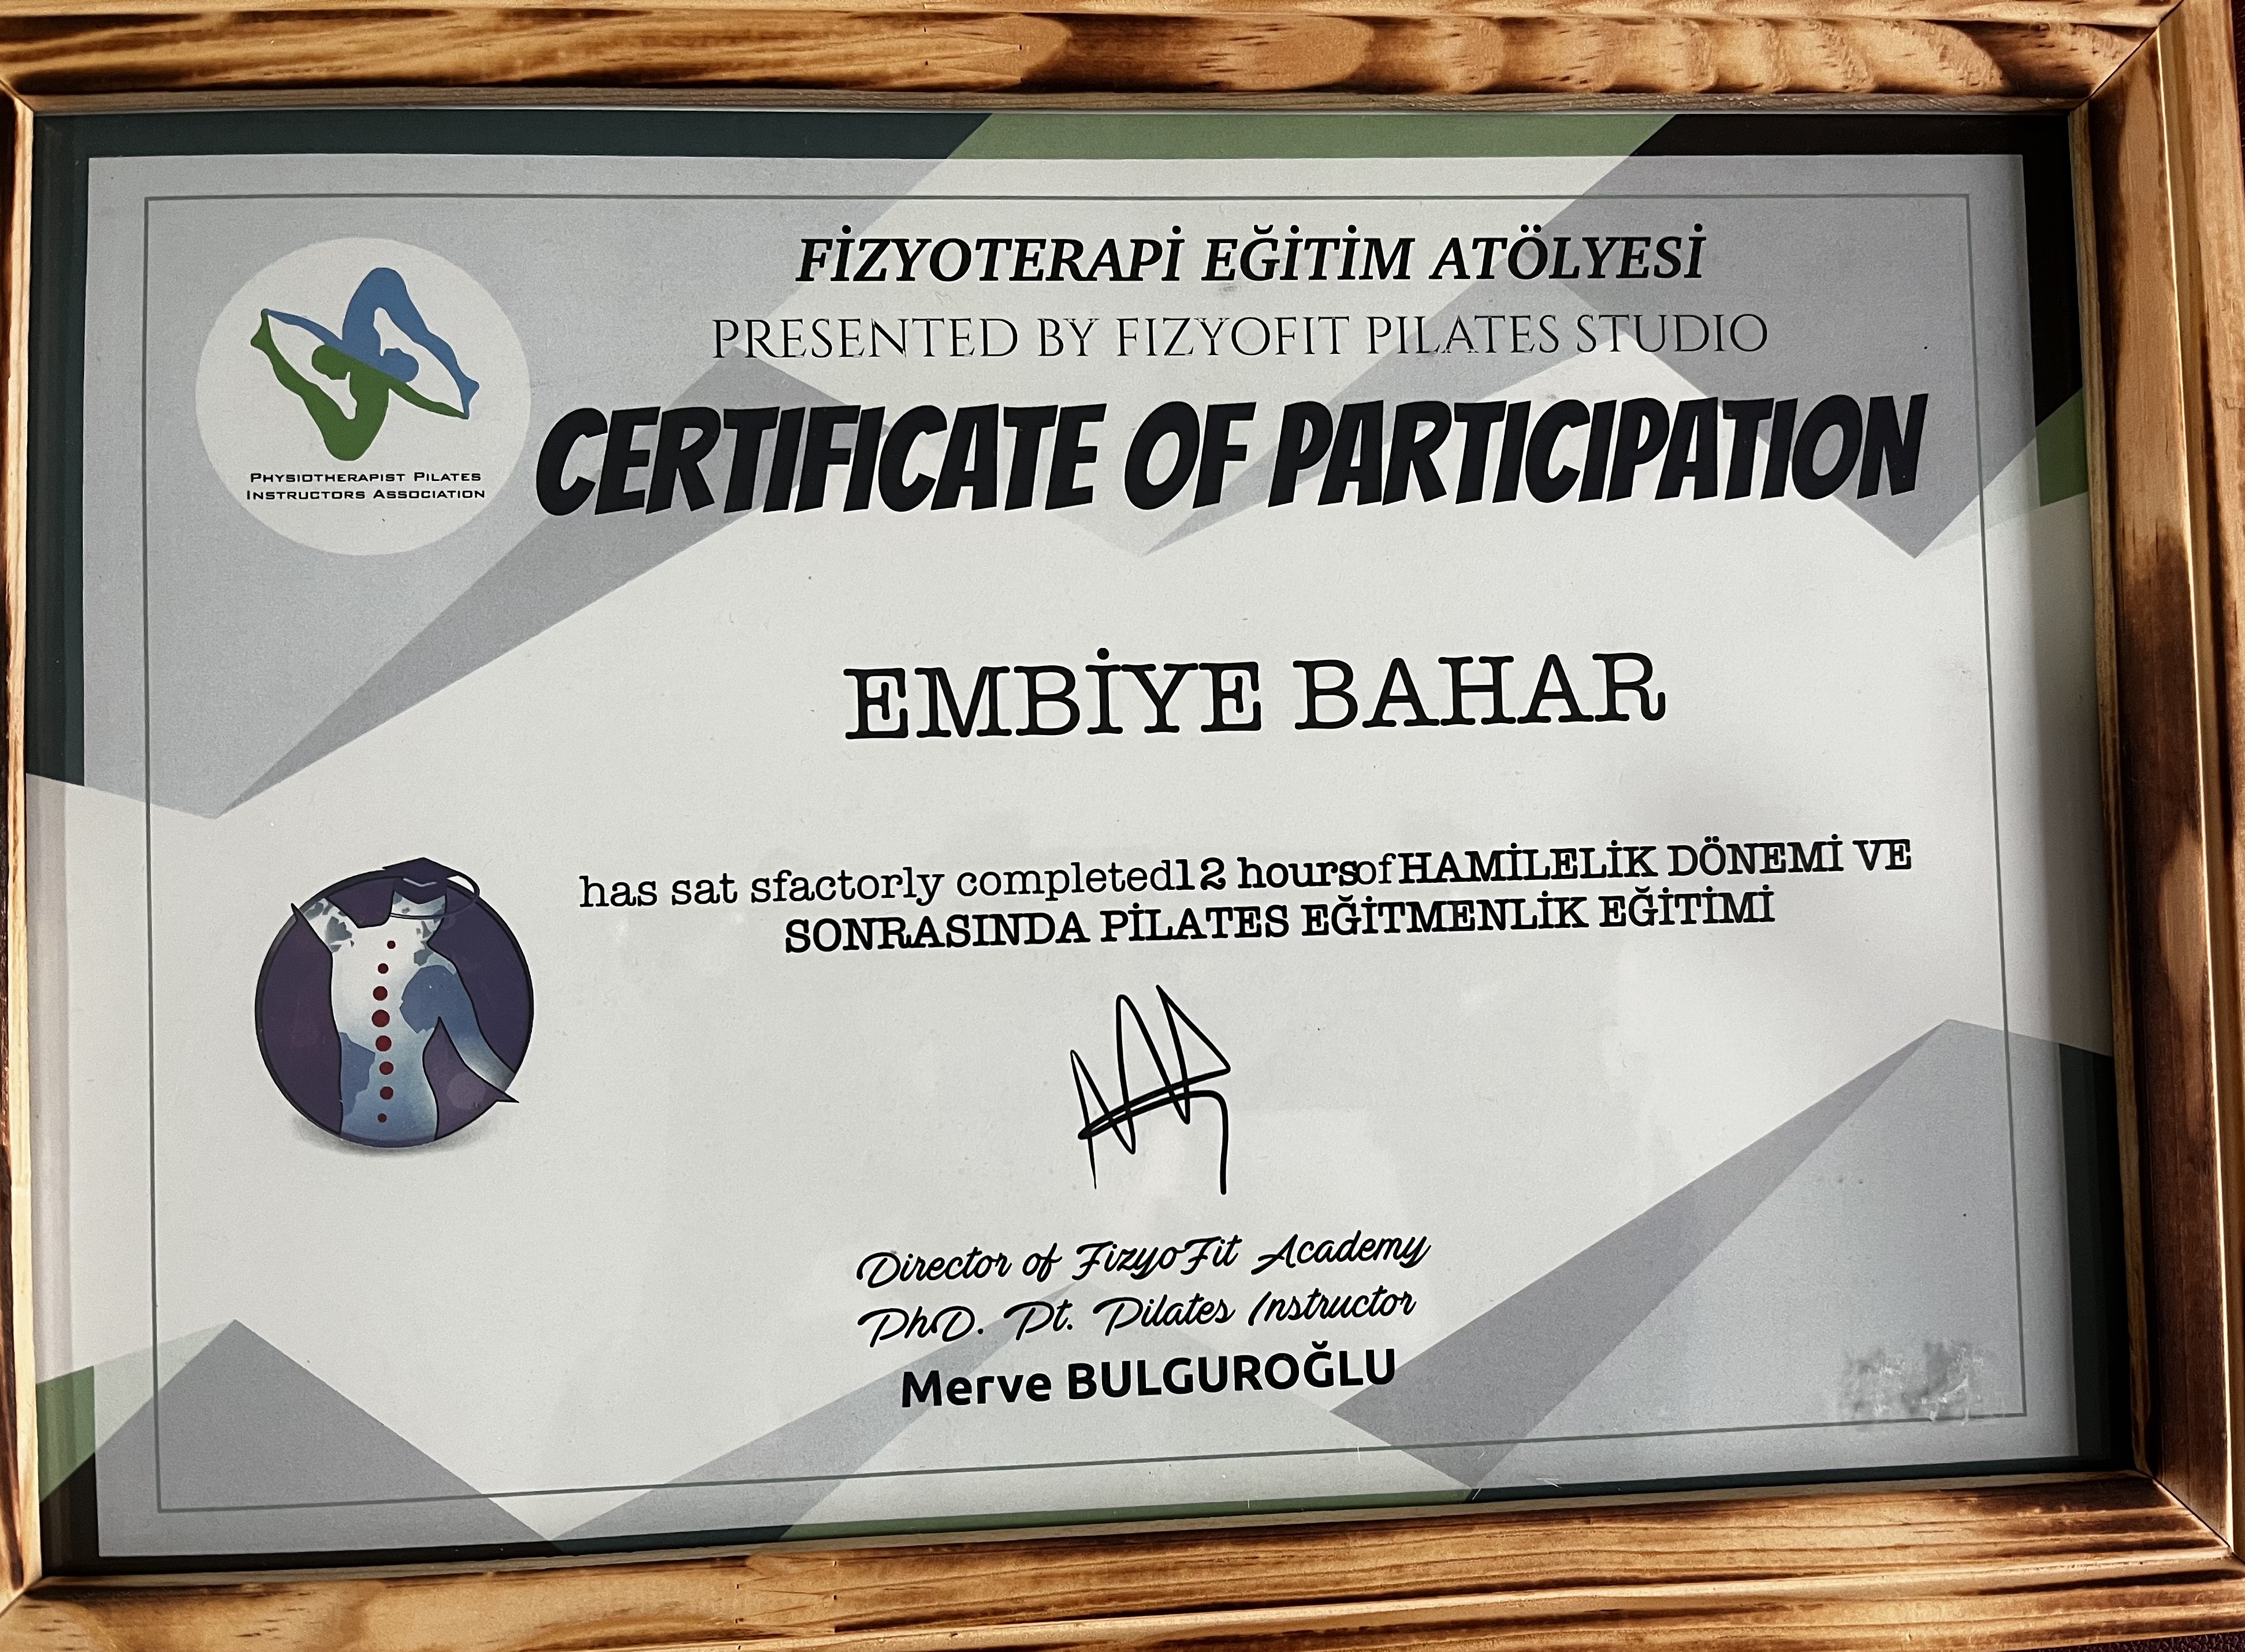 FİZYOTERAPİ EĞİTİM ATÖLYESİ
PRESENTED BY FIZYOFIT PILATES STUDIO
CERTIFICATE OF PARTICIPATION
PHYSIOTHERAPIST PILATES
INSTRUCTORS ASSOCIATION
EMBİYE BAHAR
has sat sfactorly completed12 hoursofHAMİLELİK DÖNEMİ VE
SONRASINDA PİLATES EĞİTMENLİK EĞİTİMİ
Director of FizyoFit Academy
PhD. Pt. Pilates Instructor
Merve BULGUROĞLU